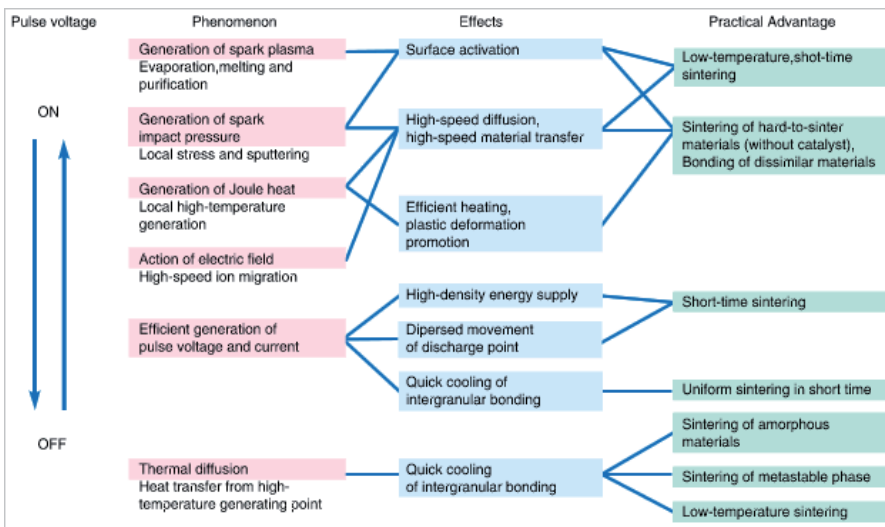 Pulse voltage
Phenomenon
Effects
Practical Advantage
ON
OFF
Generation of spark plasma
Evaporation,melting and
purification
Generation of spark
impact pressure
Local stress and sputtering
Generation of Joule heat
Local high-temperature
generation
Action of electric field
High-speed ion migration
Efficient generation of
pulse voltage and current
Thermal diffusion
Heat transfer from high-
temperature generating point
Surface activation
High-speed diffusion,
high-speed material transfer
Efficient heating,
plastic deformation
promotion
High-density energy supply
Dipersed movement
of discharge point
Quick cooling of
intergranular bonding
Quick cooling
of intergranular bonding
Low-temperature,shot-time
sintering
Sintering of hard-to-sinter
materials (without catalyst),
Bonding of dissimilar materials
Short-time sintering
Uniform sintering in short time
Sintering of amorphous
materials
Sintering of metastable phase
Low-temperature sintering